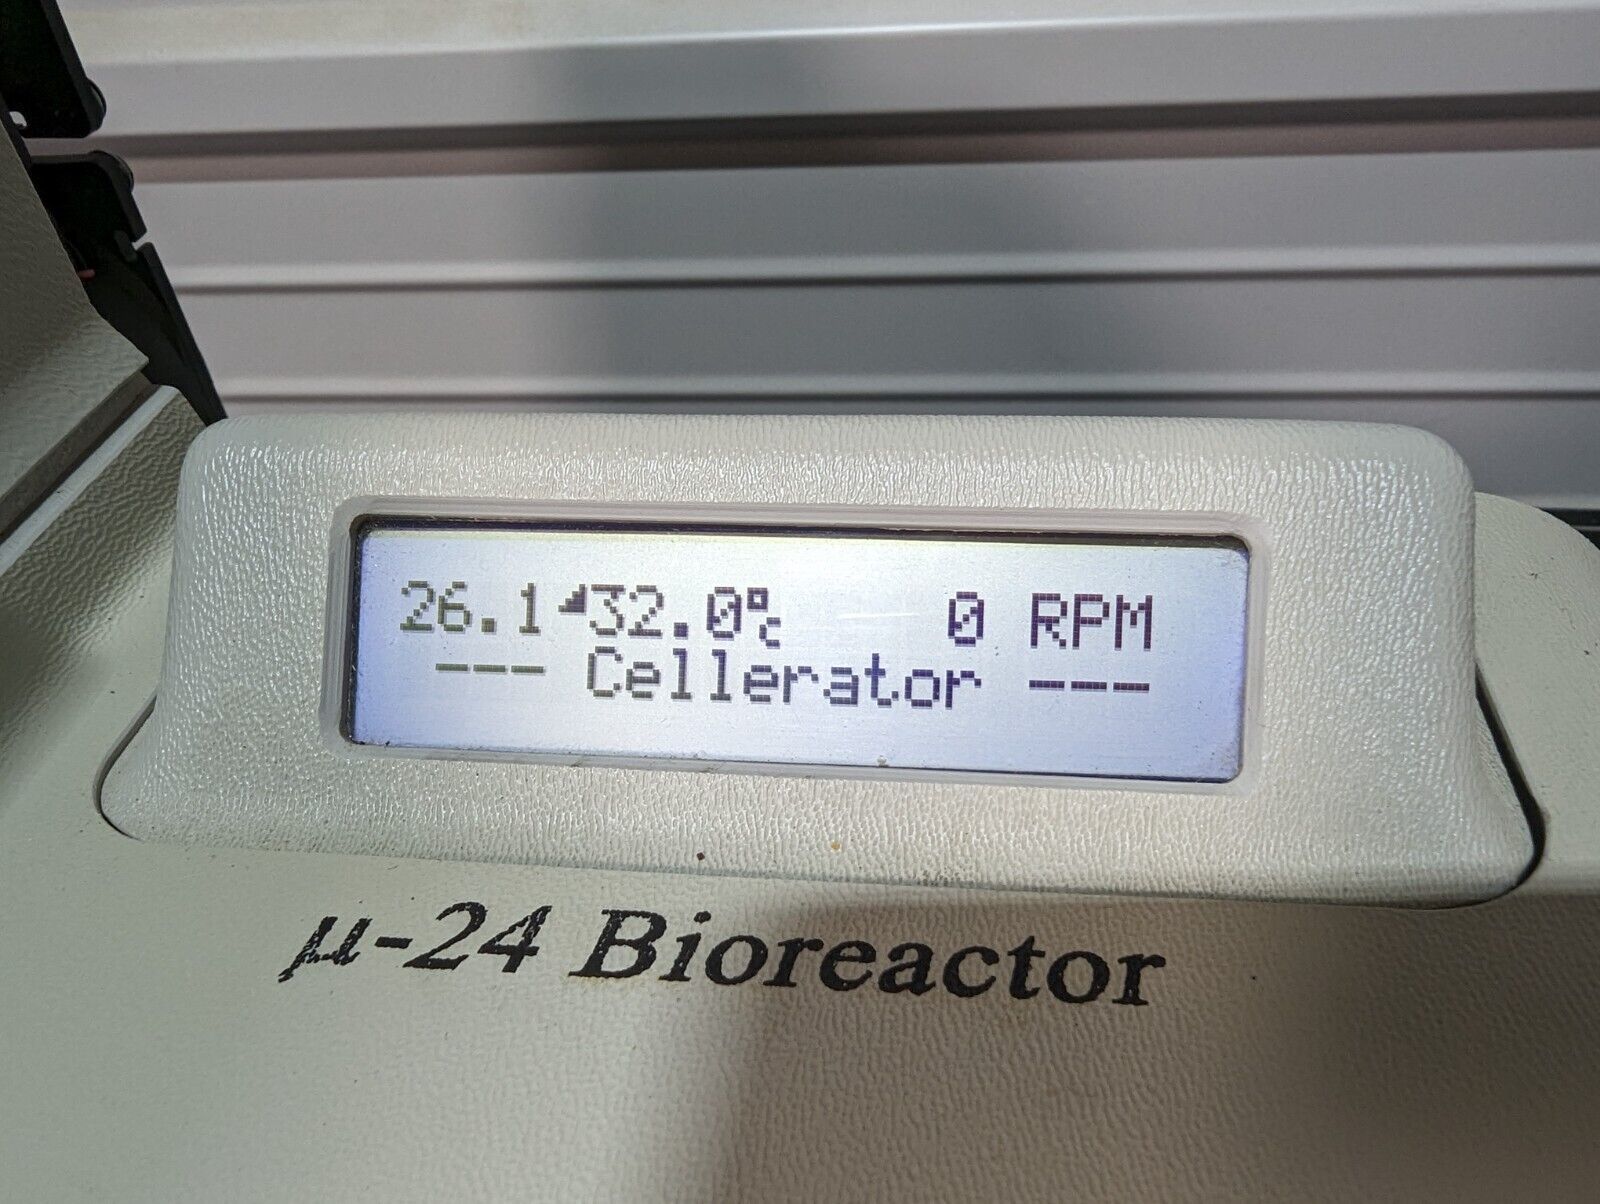 26.1◢32.0°C 0 RPM
--- Cellerator ---
µ-24 Bioreactor